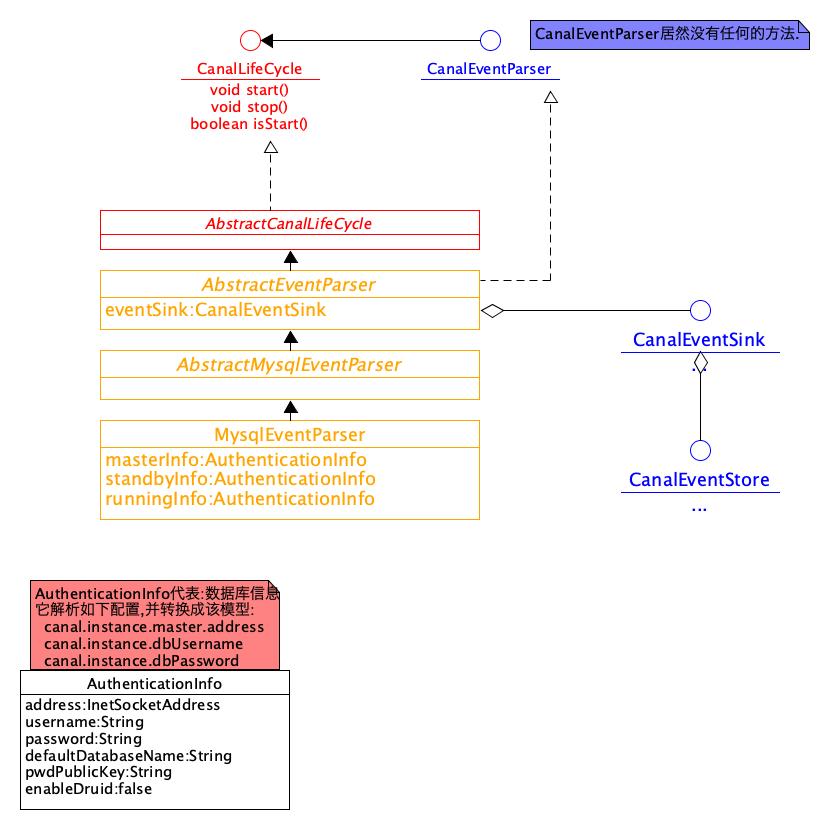 CanalEventParser居然没有任何的方法.
CanalLifeCycle
void start()
void stop()
boolean isStart()
CanalEventParser
AbstractCanalLifeCycle
AbstractEventParser
eventSink:CanalEventSink
AbstractMysqlEventParser
MysqlEventParser
masterInfo:AuthenticationInfo
standbyInfo:AuthenticationInfo
runningInfo:AuthenticationInfo
CanalEventSink
...
CanalEventStore
...
AuthenticationInfo代表:数据库信息
它解析如下配置,并转换成该模型:
canal.instance.master.address
canal.instance.dbUsername
canal.instance.dbPassword
AuthenticationInfo
address:InetSocketAddress
username:String
password:String
defaultDatabaseName:String
pwdPublicKey:String
enableDruid:false